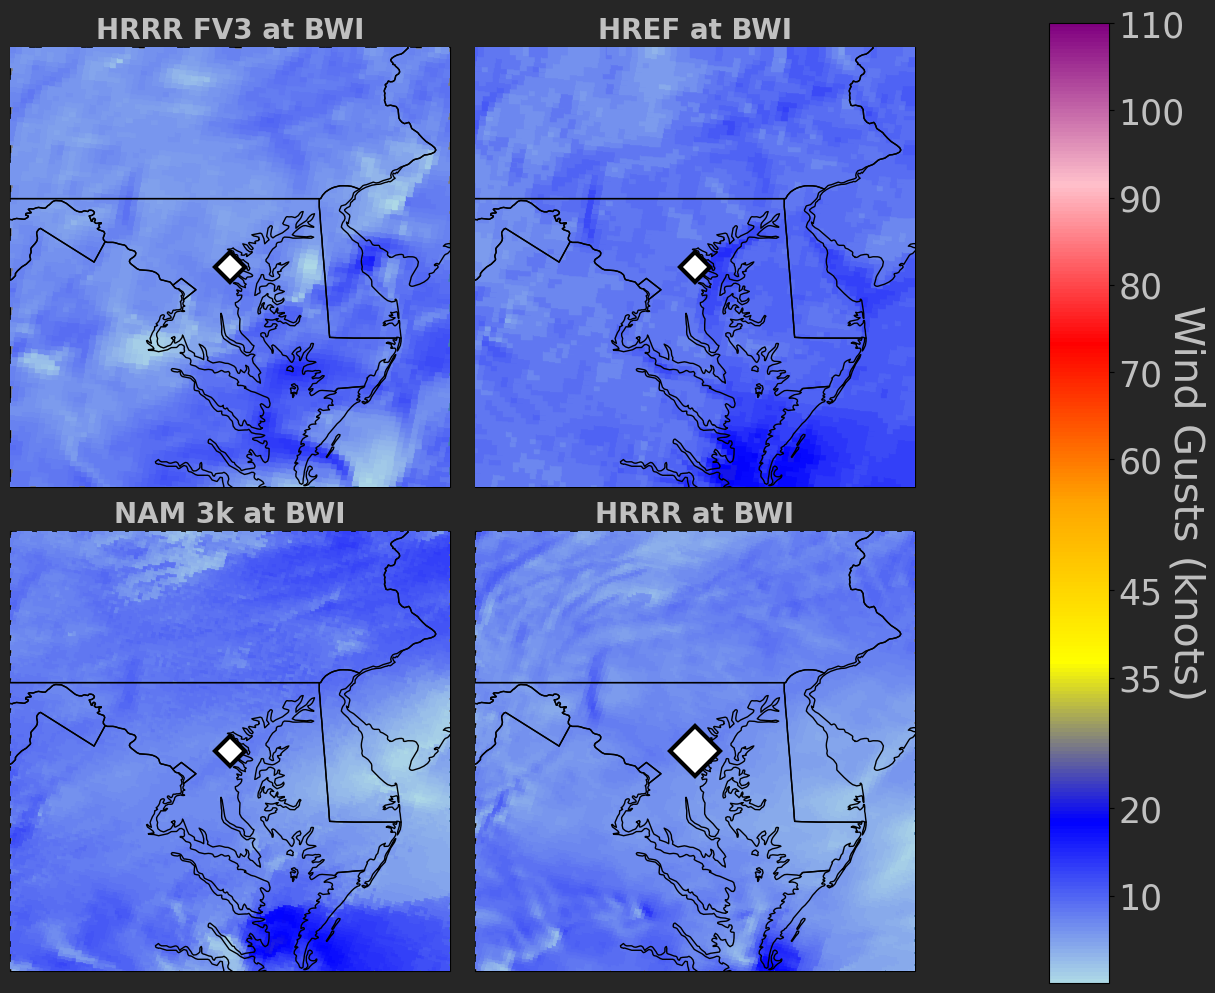 HRRR FV3 at BWI
HREF at BWI
NAM 3k at BWI
HRRR at BWI
110
100
90
80
70
60
45
35
20
10
Wind Gusts (knots)